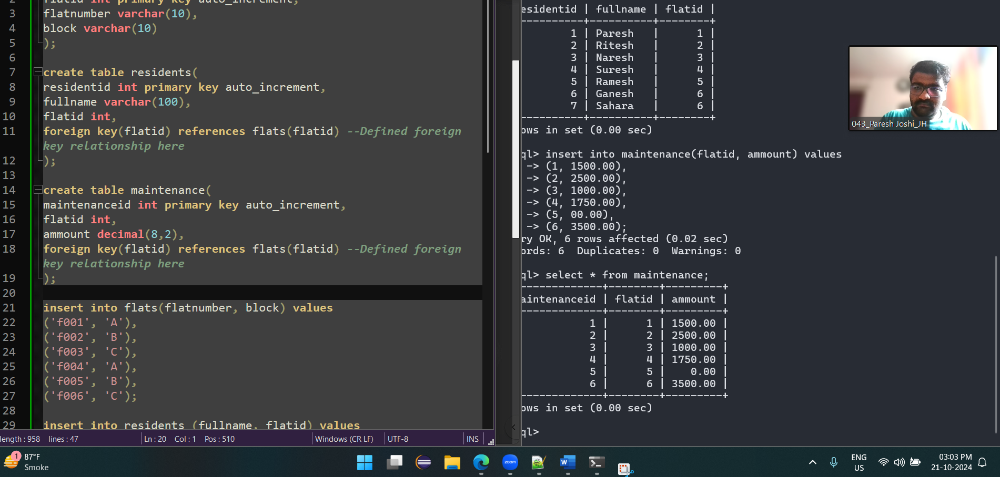 2 flatid int primary key auto_increment,
3 flatnumber varchar(10),
4 block varchar(10)
5 );
6
7 create table residents(
8 residentid int primary key auto_increment,
9 fullname varchar(100),
10 flatid int,
11 foreign key(flatid) references flats(flatid) --Defined foreign
key relationship here
12 );
13
14 create table maintenance(
15 maintenanceid int primary key auto_increment,
16 flatid int,
17 ammount decimal(8,2),
18 foreign key(flatid) references flats(flatid) --Defined foreign
key relationship here
19 );
20
21 insert into flats(flatnumber, block) values
22 ('f001', 'A'),
23 ('f002', 'B'),
24 ('f003', 'C'),
25 ('f004', 'A'),
26 ('f005', 'B'),
27 ('f006', 'C');
28
29 insert into residents (fullname, flatid) values
length : 958 lines : 47 Ln : 20 Col : 1 Pos : 510 Windows (CR LF) UTF-8 INS
esidentid | fullname | flatid |
----------+----------+--------+
1 | Paresh | 1 |
2 | Ritesh | 2 |
3 | Naresh | 3 |
4 | Suresh | 4 |
5 | Ramesh | 5 |
6 | Ganesh | 6 |
7 | Sahara | 6 |
----------+----------+--------+
ows in set (0.00 sec)
ql> insert into maintenance(flatid, ammount) values
-> (1, 1500.00),
-> (2, 2500.00),
-> (3, 1000.00),
-> (4, 1750.00),
-> (5, 00.00),
-> (6, 3500.00);
ry OK, 6 rows affected (0.02 sec)
ords: 6 Duplicates: 0 Warnings: 0
ql> select * from maintenance;
-------------+--------+---------+
aintenanceid | flatid | ammount |
-------------+--------+---------+
1 | 1 | 1500.00 |
2 | 2 | 2500.00 |
3 | 3 | 1000.00 |
4 | 4 | 1750.00 |
5 | 5 | 0.00 |
6 | 6 | 3500.00 |
-------------+--------+---------+
ows in set (0.00 sec)
ql>
043_Paresh Joshi_JH
1
87°F
Smoke
zoom
W
ENG
US
03:03 PM
21-10-2024